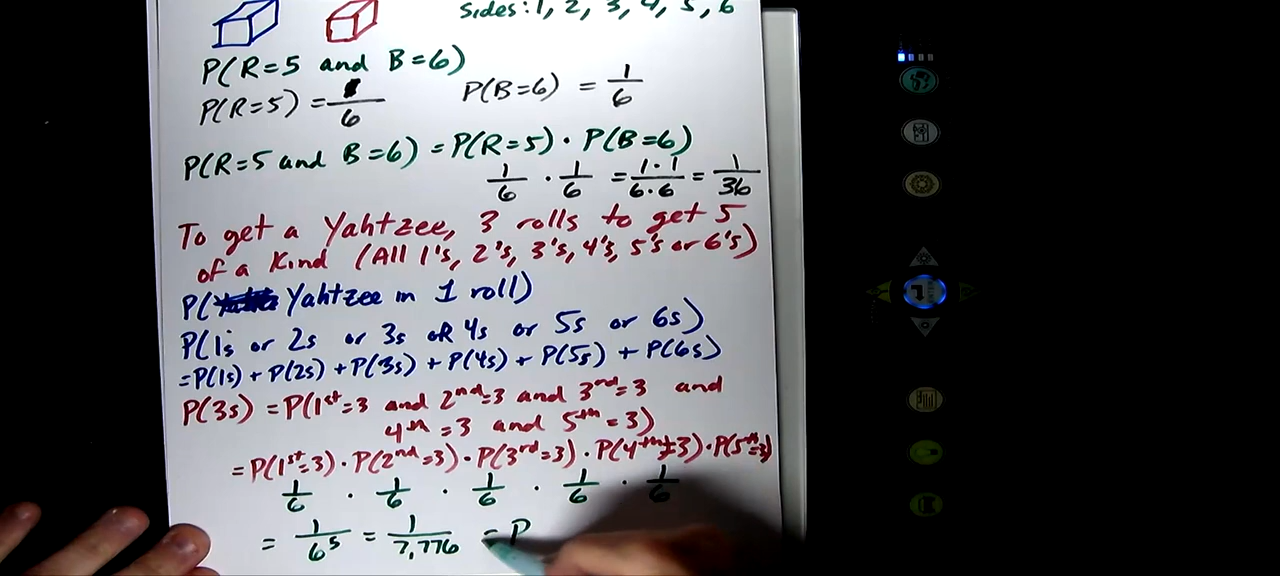 Sides: 1, 2, 3, 4, 5, 6
P(R=5 and B=6)
P(R=5) = 1/6 P(B=6) = 1/6
P(R=5 and B=6) = P(R=5) · P(B=6)
1/6 · 1/6 = 1·1/6·6 = 1/36
To get a Yahtzee, 3 rolls to get 5
of a kind (All 1's, 2's, 3's, 4's, 5's or 6's)
P( Yahtzee in 1 roll)
P(1s or 2s or 3s or 4s or 5s or 6s)
= P(1s) + P(2s) + P(3s) + P(4s) + P(5s) + P(6s)
P(3s) = P(1st=3 and 2nd=3 and 3rd=3 and
4th=3 and 5th=3)
= P(1st=3) · P(2nd=3) · P(3rd=3) · P(4th=3) · P(5th=3)
1/6 · 1/6 · 1/6 · 1/6 · 1/6
= 1/6⁵ = 1/7,776 = P